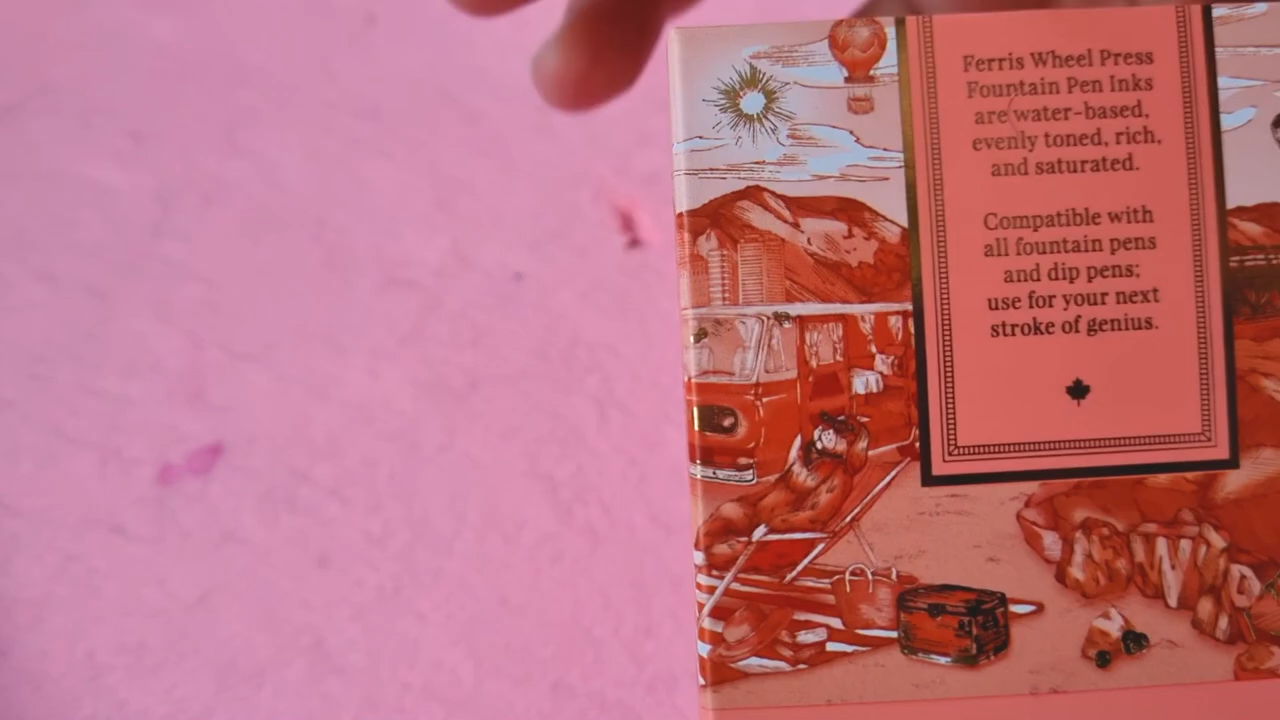 Ferris Wheel Press
Fountain Pen Inks
are water-based,
evenly toned, rich,
and saturated.
Compatible with
all fountain pens
and dip pens;
use for your next
stroke of genius.